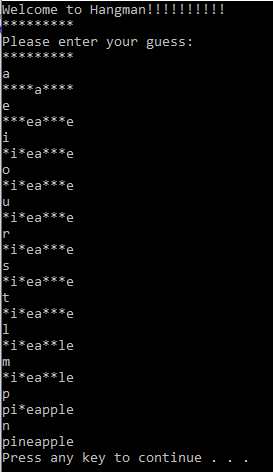 Welcome to Hangman!!!!!!!!!!
*********
Please enter your guess:
*********
a
****a****
e
***ea***e
i
*i*ea***e
o
*i*ea***e
u
*i*ea***e
r
*i*ea***e
s
*i*ea***e
t
*i*ea***e
l
*i*ea**le
m
*i*ea**le
p
pi*eapple
n
pineapple
Press any key to continue . . .